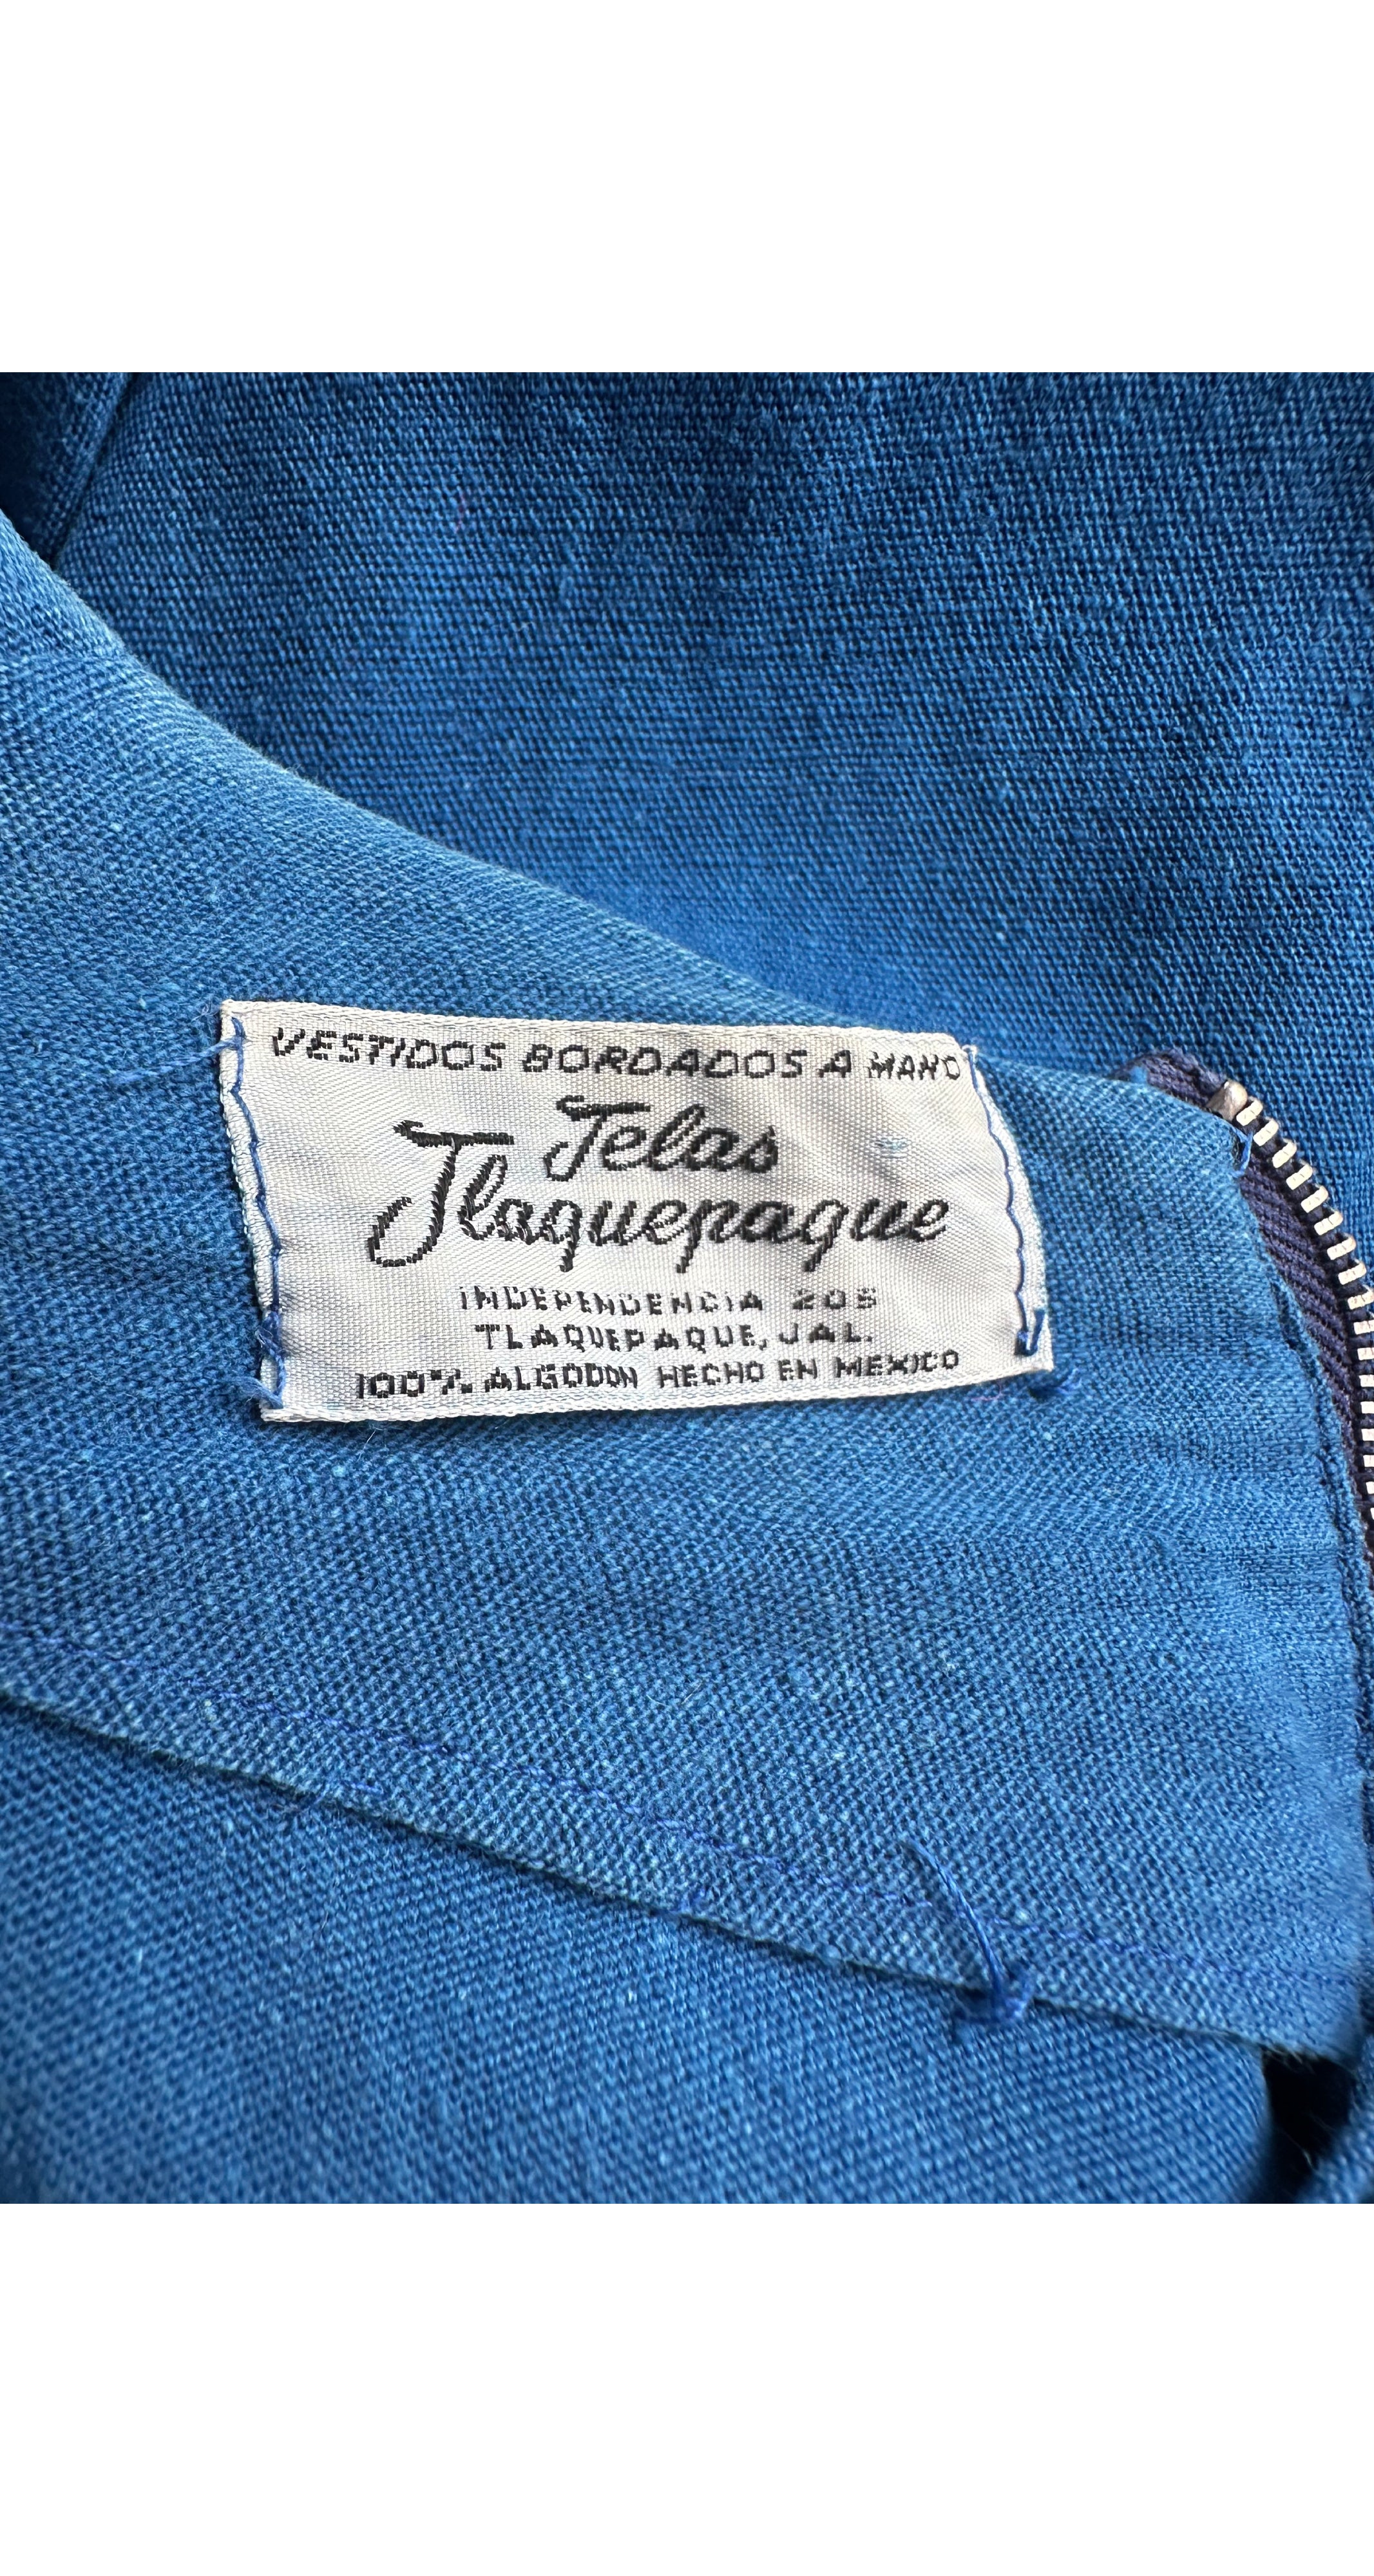 VESTIDOS BORDADOS A MANO
Telas
Tlaquepaque
INDEPENDENCIA 205
TLAQUEPAQUE, JAL.
100% ALGODON HECHO EN MEXICO